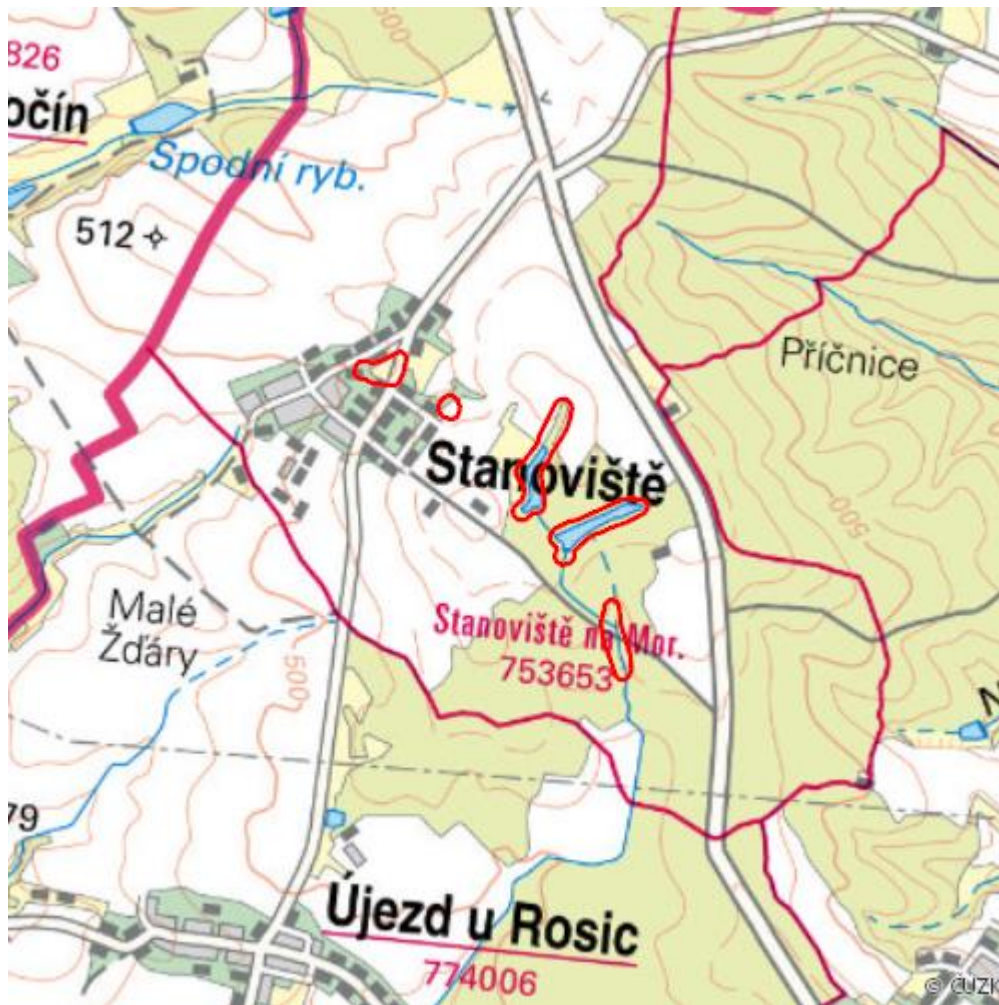 826
očín
Spodní ryb.
512
Příčnice
Stanoviště
Malé
Žďáry
Stanoviště na Mor.
753653
500
500
500
N
79
Újezd u Rosic
774006
© ČÚZK